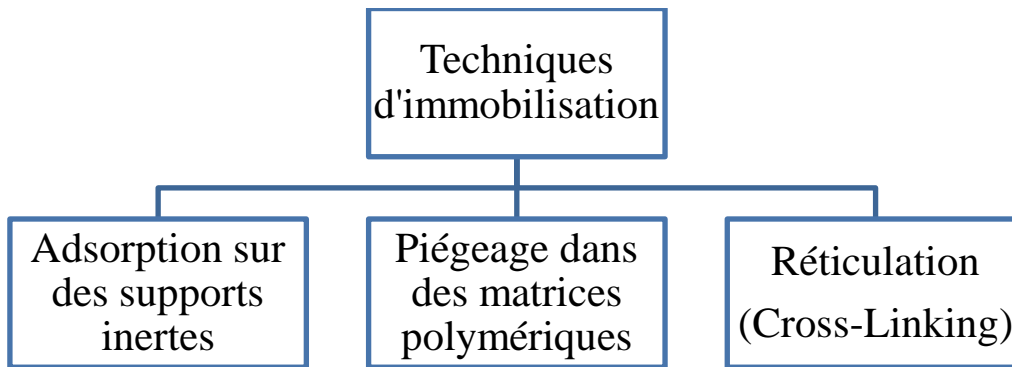 Techniques
d'immobilisation
Adsorption sur
des supports
inertes
Piégeage dans
des matrices
polymériques
Réticulation
(Cross-Linking)